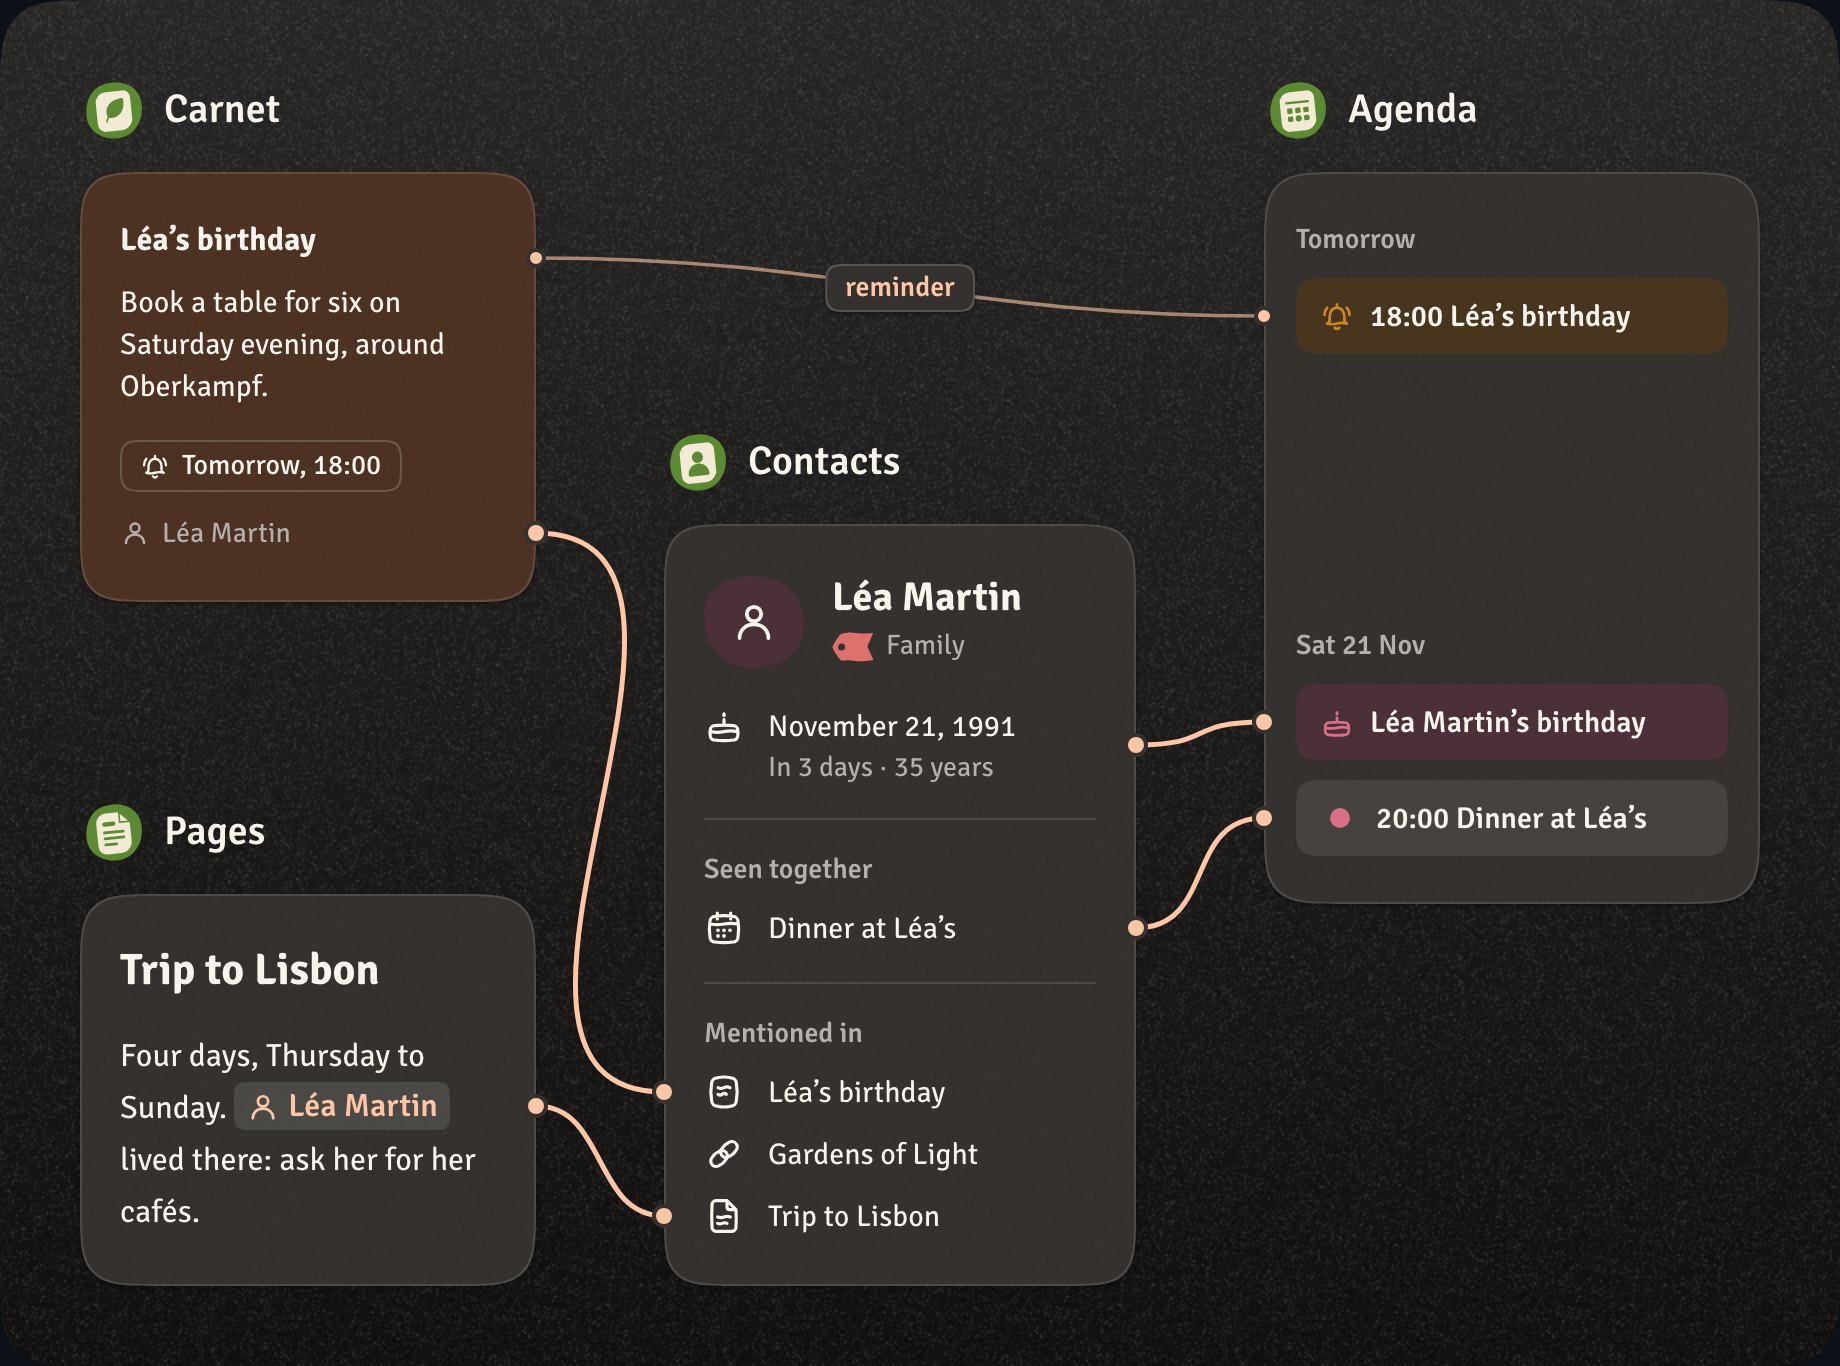 Carnet
Léa’s birthday
Book a table for six on
Saturday evening, around
Oberkampf.
Tomorrow, 18:00
Léa Martin
reminder
Agenda
Tomorrow
18:00 Léa’s birthday
Sat 21 Nov
Léa Martin’s birthday
20:00 Dinner at Léa’s
Contacts
Léa Martin
Family
November 21, 1991
In 3 days · 35 years
Seen together
Dinner at Léa’s
Mentioned in
Léa’s birthday
Gardens of Light
Trip to Lisbon
Pages
Trip to Lisbon
Four days, Thursday to
Sunday. Léa Martin
lived there: ask her for her
cafés.